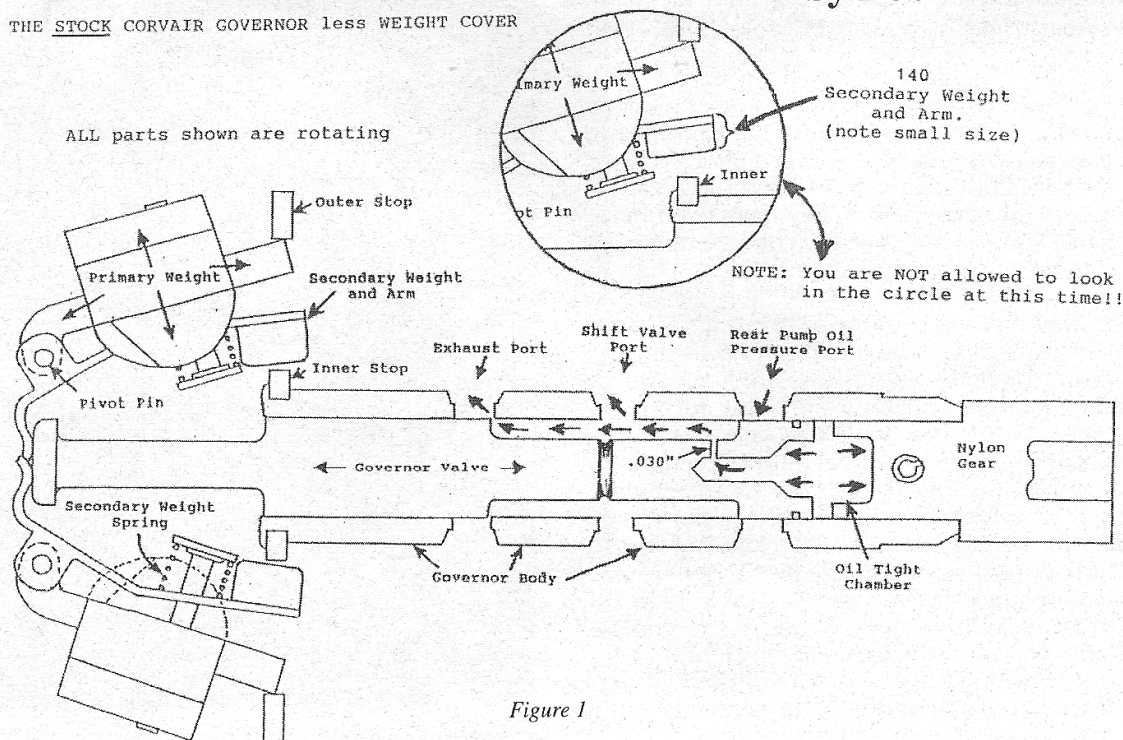 THE STOCK CORVAIR GOVERNOR less WEIGHT COVER
ALL parts shown are rotating
imary Weight
140
Secondary Weight
and Arm.
(note small size)
Inner
ot Pin
NOTE: You are NOT allowed to look
in the circle at this time!!
Outer Stop
Primary Weight
Secondary Weight
and Arm
Pivot Pin
Inner Stop
Exhaust Port
Shift Valve
Port
Rear Pump Oil
Pressure Port
Governor Valve
.030"
Nylon
Gear
Secondary Weight
Spring
Governor Body
Oil Tight
Chamber
Figure 1